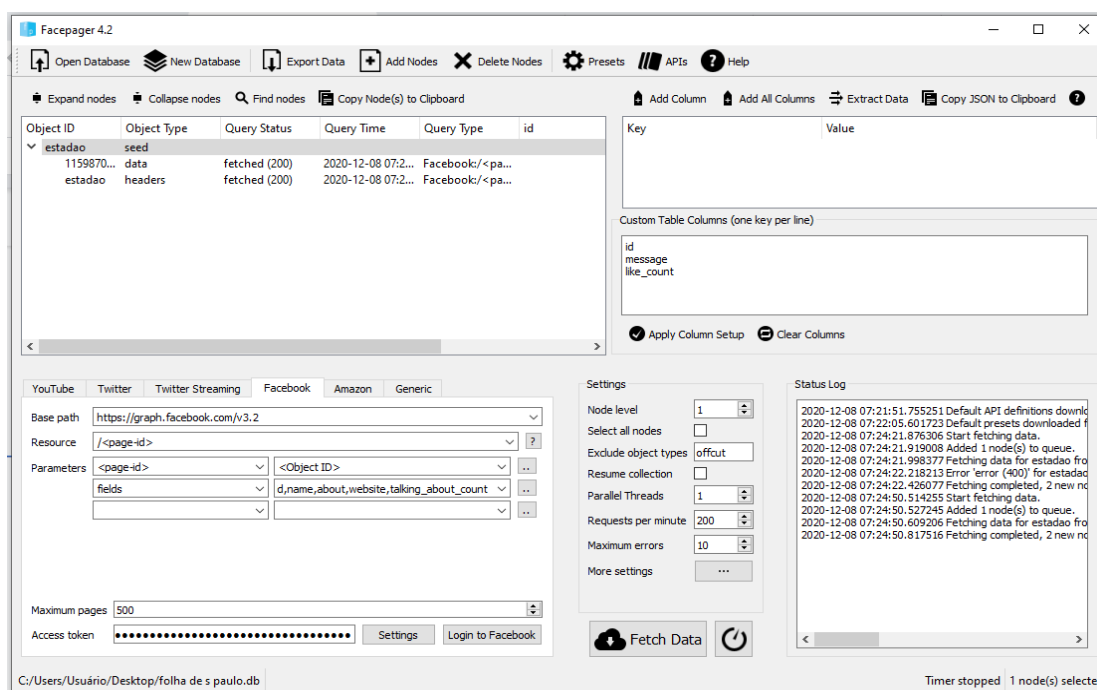 Facepager 4.2
Open Database New Database Export Data Add Nodes Delete Nodes Presets APIs Help
Expand nodes Collapse nodes Find nodes Copy Node(s) to Clipboard
Add Column Add All Columns Extract Data Copy JSON to Clipboard
Object ID Object Type Query Status Query Time Query Type id
estadao seed
1159870... data fetched (200) 2020-12-08 07:2... Facebook:/<pa...
estadao headers fetched (200) 2020-12-08 07:2... Facebook:/<pa...
Key Value
Custom Table Columns (one key per line)
id
message
like_count
Apply Column Setup Clear Columns
YouTube Twitter Twitter Streaming Facebook Amazon Generic
Base path https://graph.facebook.com/v3.2
Resource /<page-id> ?
Parameters <page-id> <Object ID> ..
fields d,name,about,website,talking_about_count ..
..
Maximum pages 500
Access token ●●●●●●●●●●●●●●●●●●●●●●●●●●●●●●●●●● Settings Login to Facebook
Settings
Node level 1
Select all nodes
Exclude object types offcut
Resume collection
Parallel Threads 1
Requests per minute 200
Maximum errors 10
More settings ...
Fetch Data
Status Log
2020-12-08 07:21:51.755251 Default API definitions downlo
2020-12-08 07:22:05.601723 Default presets downloaded f
2020-12-08 07:24:21.876306 Start fetching data.
2020-12-08 07:24:21.919008 Added 1 node(s) to queue.
2020-12-08 07:24:21.998377 Fetching data for estadao fro
2020-12-08 07:24:22.218213 Error 'error (400)' for estadao
2020-12-08 07:24:22.426077 Fetching completed, 2 new no
2020-12-08 07:24:50.514255 Start fetching data.
2020-12-08 07:24:50.527245 Added 1 node(s) to queue.
2020-12-08 07:24:50.609206 Fetching data for estadao fro
2020-12-08 07:24:50.817516 Fetching completed, 2 new no
C:/Users/Usuário/Desktop/folha de s paulo.db
Timer stopped 1 node(s) selecte